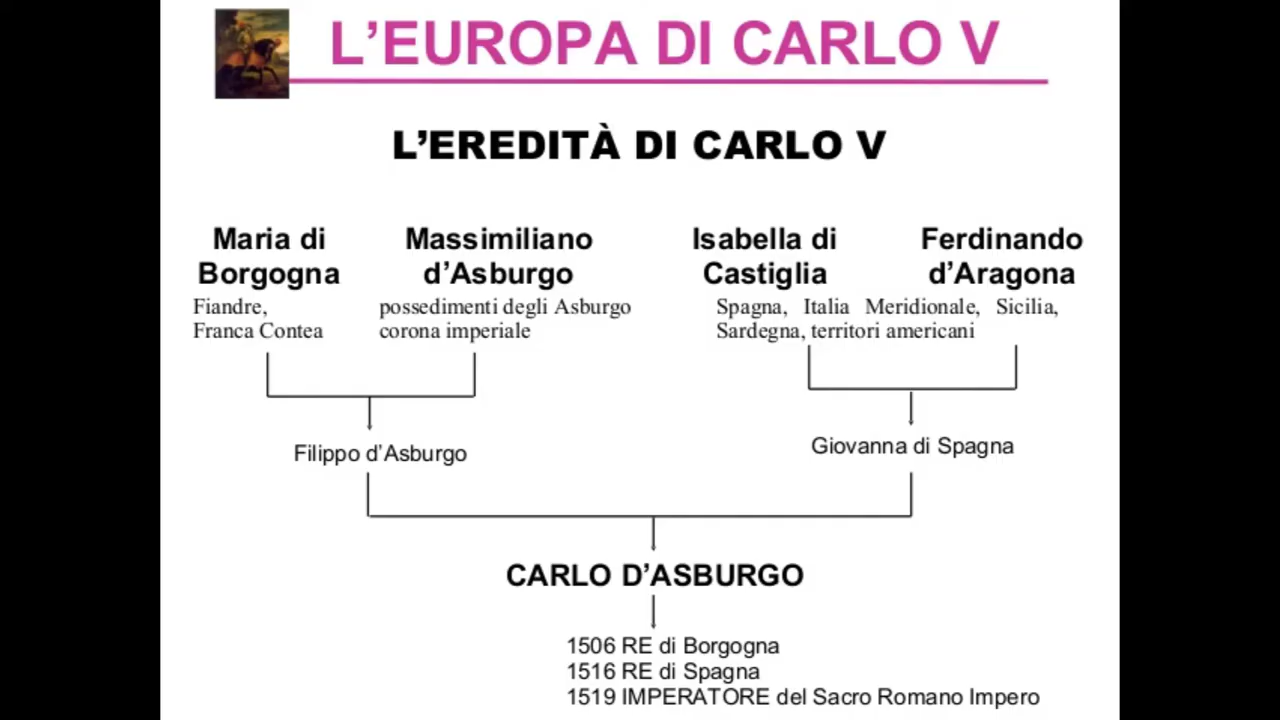 L’EUROPA DI CARLO V
L’EREDITÀ DI CARLO V
Maria di
Borgogna
Fiandre,
Franca Contea
Massimiliano
d’Asburgo
possedimenti degli Asburgo
corona imperiale
Isabella di
Castiglia
Ferdinando
d’Aragona
Spagna, Italia Meridionale, Sicilia,
Sardegna, territori americani
Filippo d’Asburgo
Giovanna di Spagna
CARLO D’ASBURGO
1506 RE di Borgogna
1516 RE di Spagna
1519 IMPERATORE del Sacro Romano Impero